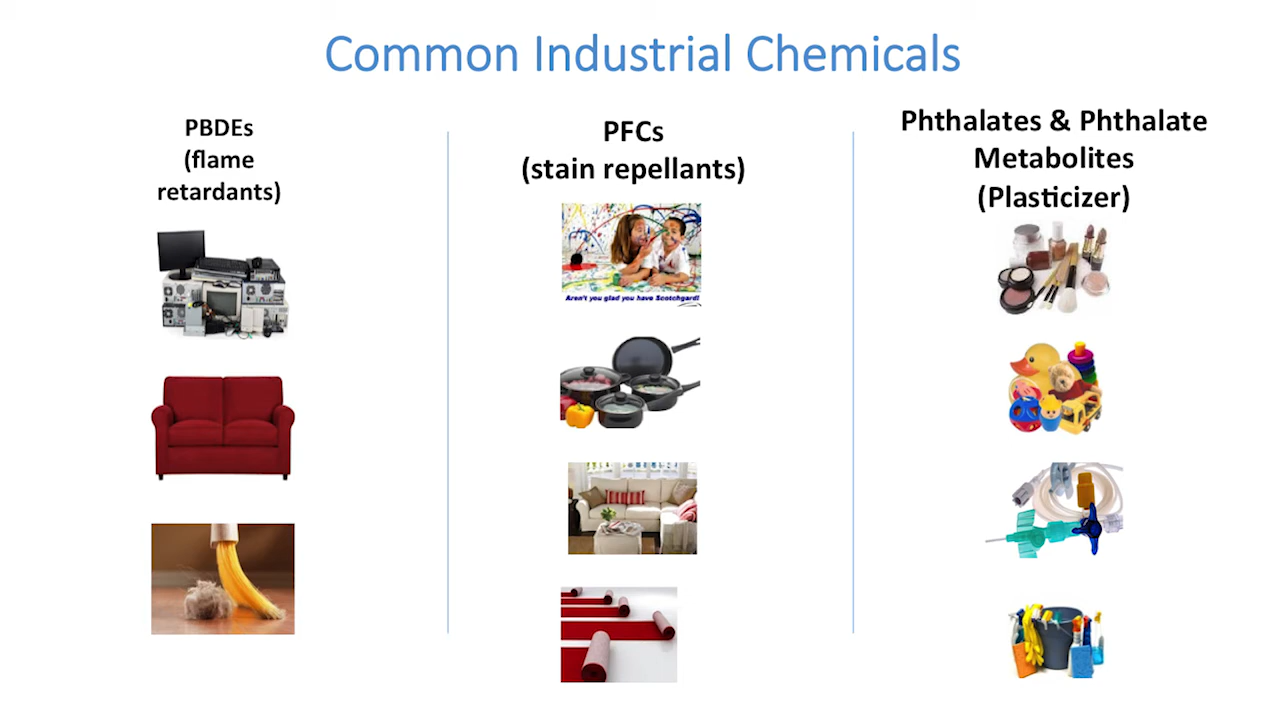 Common Industrial Chemicals
PBDEs
(flame
retardants)
PFCs
(stain repellants)
Aren't you glad you have Scotchgard!
Phthalates & Phthalate
Metabolites
(Plasticizer)